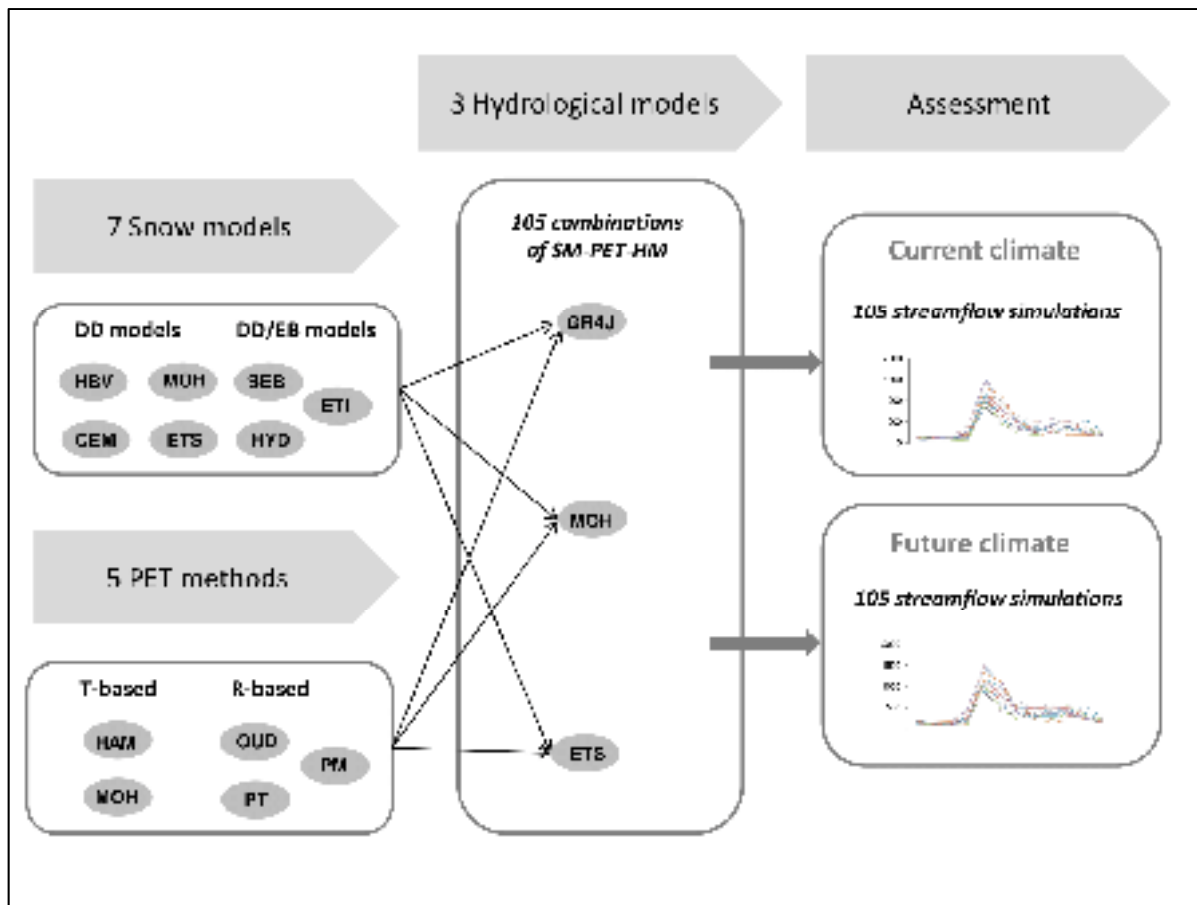 3 Hydrological models
Assessment
7 Snow models
DD models
DD/EB models
HBV
MOH
SEB
ETI
CEM
ETS
HYD
5 PET methods
T-based
R-based
HAM
OUD
PM
MOH
PT
105 combinations
of SM-PET-HM
GR4J
MOH
ETS
Current climate
105 streamflow simulations
Future climate
105 streamflow simulations